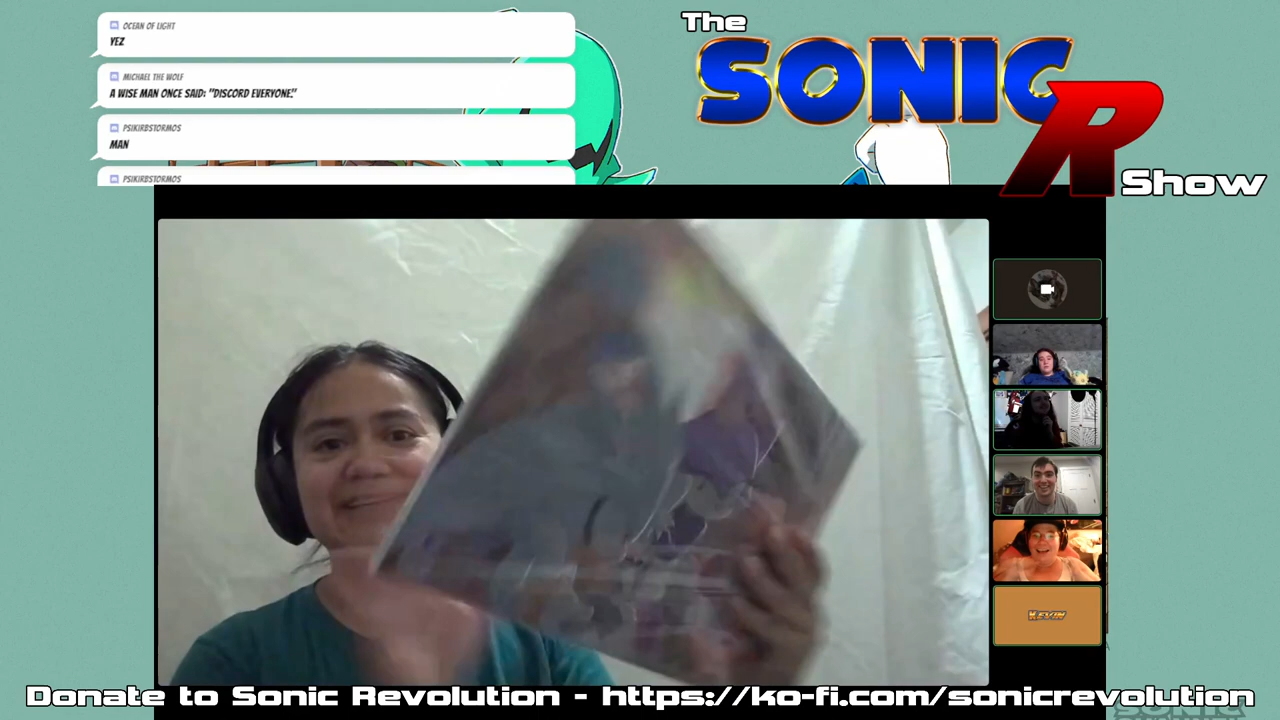 OCEAN OF LIGHT
YEZ
MICHAEL THE WOLF
A WISE MAN ONCE SAID: "DISCORD EVERYONE."
PSIKIRBSTORMOS
MAN
PSIKIRBSTORMOS
The
SONIC
R
Show
KEVIN
Donate to Sonic Revolution - https://ko-fi.com/sonicrevolution